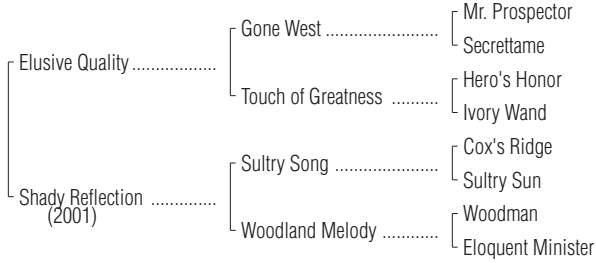 Mr. Prospector
Gone West ......................
Secrettame
Elusive Quality .................
Hero's Honor
Touch of Greatness ..........
Ivory Wand
Cox's Ridge
Sultry Song ....................
Sultry Sun
Shady Reflection .............
(2001)
Woodman
Woodland Melody ...........
Eloquent Minister